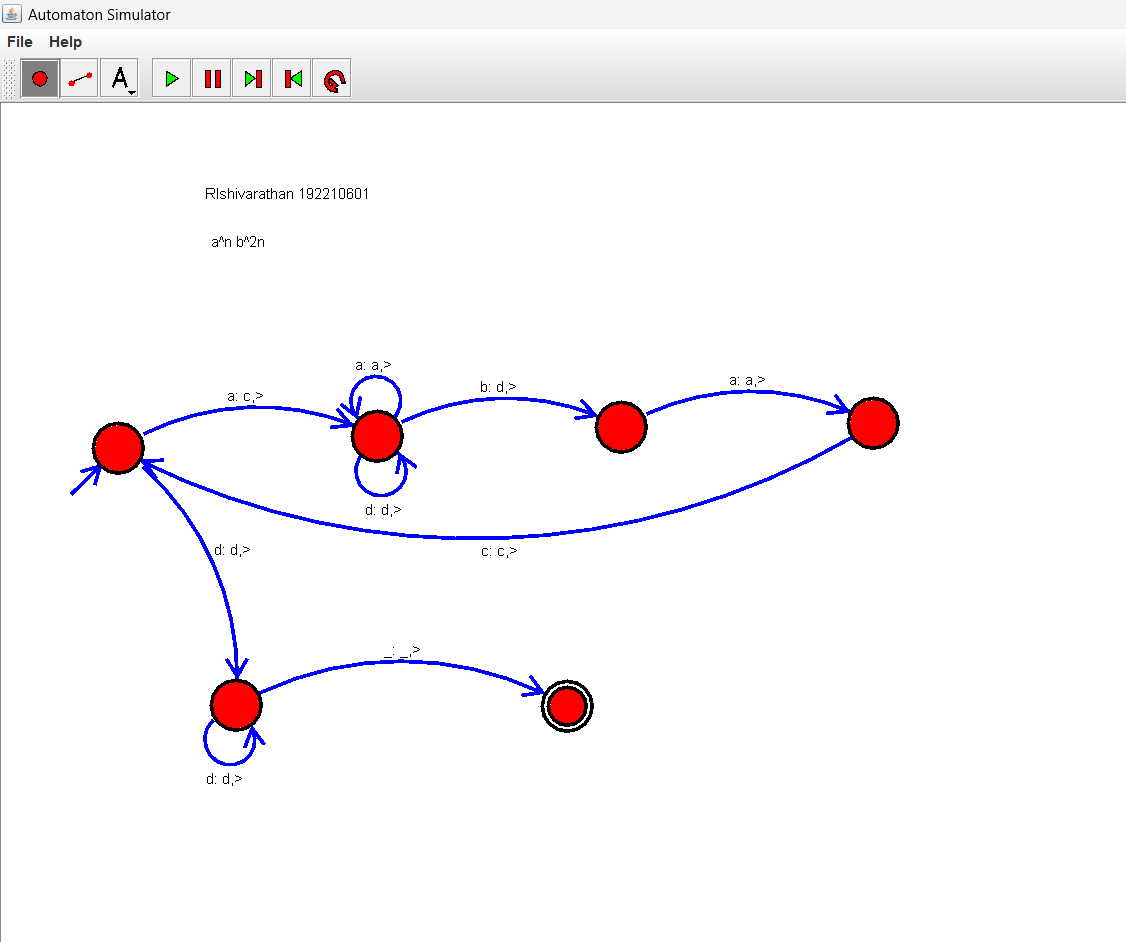 Automaton Simulator
File Help
A
RIshivarathan 192210601
a^n b^2n
a: a,>
a: c,>
b: d,>
a: a,>
d: d,>
d: d,>
c: c,>
_: _,>
d: d,>